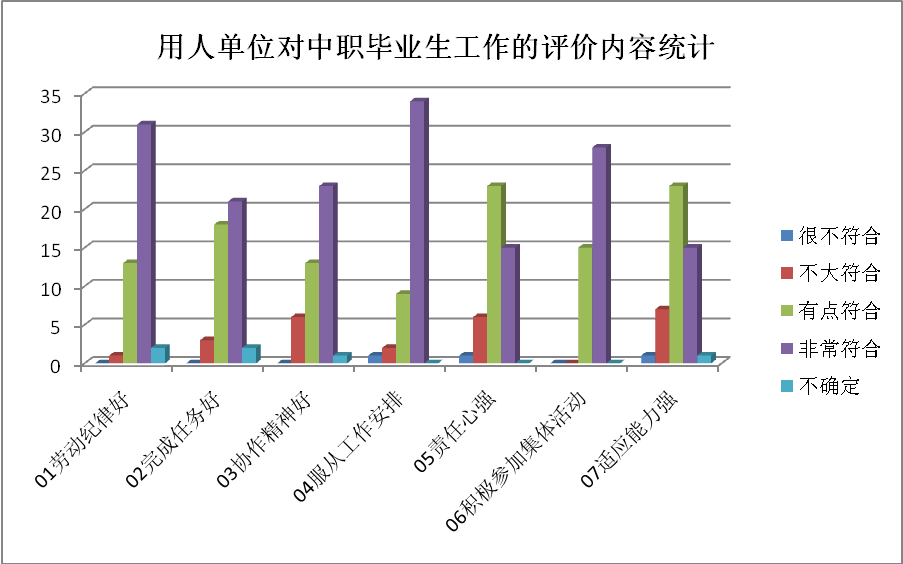 用人单位对中职毕业生工作的评价内容统计
35
30
25
20
15
10
5
0
01劳动纪律好
02完成任务好
03协作精神好
04服从工作安排
05责任心强
06积极参加集体活动
07适应能力强
很不符合
不大符合
有点符合
非常符合
不确定